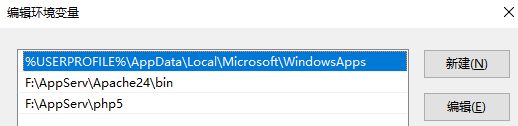 编辑环境变量
%USERPROFILE%\AppData\Local\Microsoft\WindowsApps
F:\AppServ\Apache24\bin
F:\AppServ\php5
新建(N)
编辑(E)